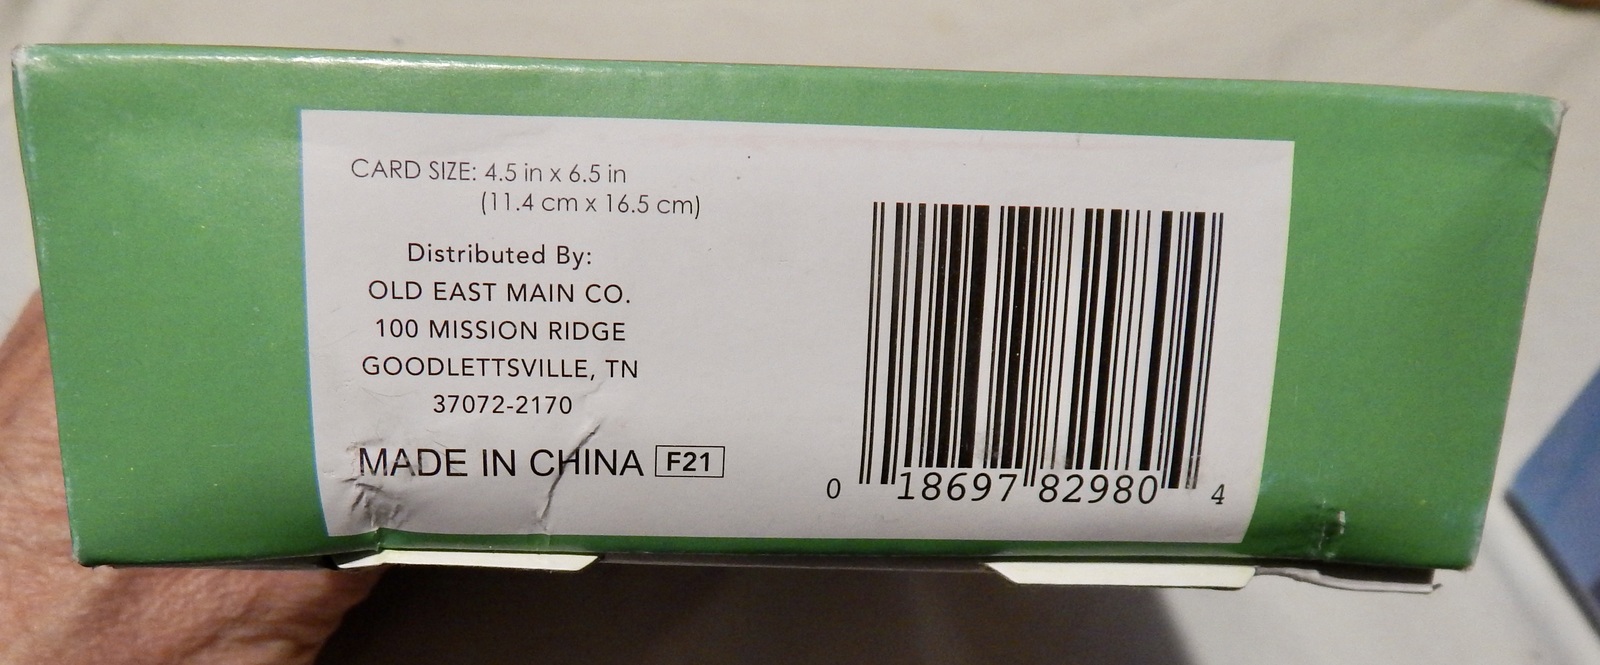 CARD SIZE: 4.5 in x 6.5 in
(11.4 cm x 16.5 cm)
Distributed By:
OLD EAST MAIN CO.
100 MISSION RIDGE
GOODLETTSVILLE, TN
37072-2170
MADE IN CHINA F21
0 18697 82980 4